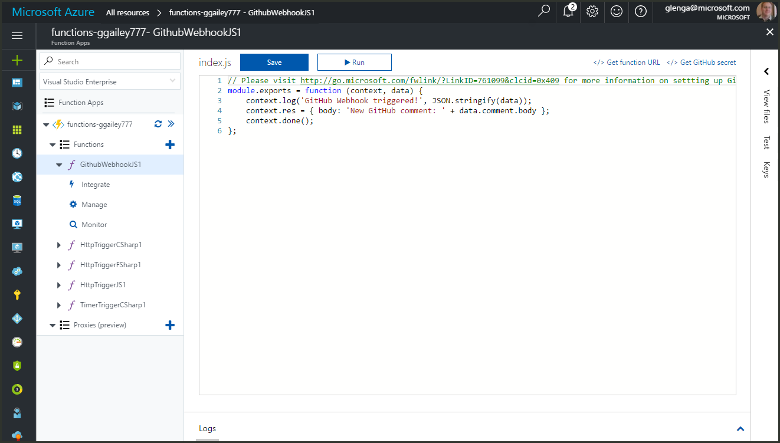 Microsoft Azure All resources > functions-ggailey777 - GithubWebhookJS1
2
glenga@microsoft.com
MICROSOFT
functions-ggailey777- GithubWebhookJS1
Function Apps
Search
Visual Studio Enterprise
Function Apps
functions-ggailey777
Functions
GithubWebhookJS1
Integrate
Manage
Monitor
HttpTriggerCSharp1
HttpTriggerFSharp1
HttpTriggerJS1
TimerTriggerCSharp1
Proxies (preview)
index.js Save Run </> Get function URL </> Get GitHub secret
1 // Please visit http://go.microsoft.com/fwlink/?LinkID=761099&clcid=0x409 for more information on settting up Gi
2 module.exports = function (context, data) {
3 context.log('GitHub Webhook triggered!', JSON.stringify(data));
4 context.res = { body: 'New GitHub comment: ' + data.comment.body };
5 context.done();
6 };
View files
Test
Keys
Logs